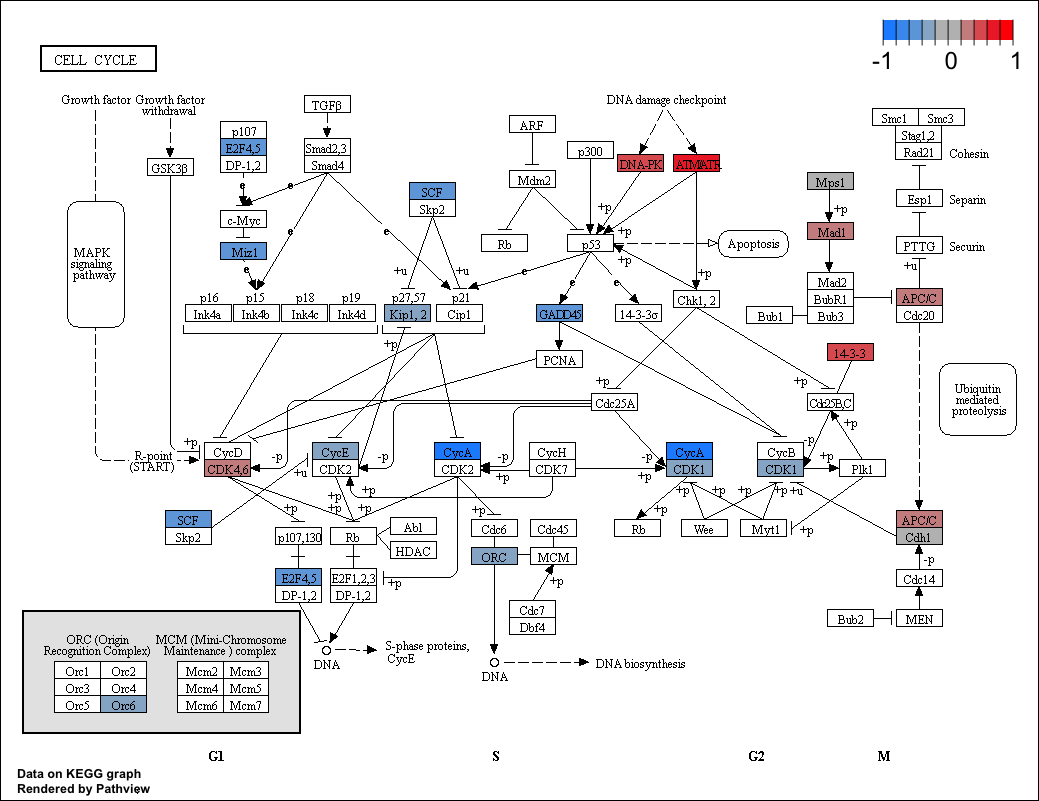 -1 0 1
CELL CYCLE
Growth factor
Growth factor
withdrawal
TGFβ
DNA damage checkpoint
p107
E2F4,5
DP-1,2
Smad2,3
Smad4
GSK3β
ARF
p300
DNA-PK
ATM/ATR
Mdm2
Smc1
Smc3
Stag1,2
Rad21
Cohesin
e
SCF
Skp2
Mps1
Esp1
Separin
c-Myc
e
e
+p
+p
Rb
p53
+p
Apoptosis
Mad1
PTTG
Securin
Miz1
MAPK
signaling
pathway
+u
+u
e
e
e
+p
Mad2
BubR1
Bub3
Bub1
+u
APC/C
Cdc20
p16
Ink4a
p15
Ink4b
p18
Ink4c
p19
Ink4d
p27,57
Kip1, 2
p21
Cip1
GADD45
14-3-3σ
Chk1, 2
+p
PCNA
14-3-3
+p
+p
Cdc25A
Cdc25B,C
Ubiquitin
mediated
proteolysis
+p
R-point
(START)
CycD
CDK4,6
-p
+u
CycE
CDK2
-p
+p
CycA
CDK2
-p
+p
CycH
CDK7
-p
+p
CycA
CDK1
CycB
CDK1
-p
+p
+p
Plk1
+p
+p
+p
+p
+p
+p
+p
+p
+u
SCF
Skp2
p107,130
Rb
Abl
HDAC
Cdc6
Cdc45
Rb
Wee
Myt1
+p
APC/C
Cdh1
ORC
MCM
-p
E2F4,5
DP-1,2
E2F1,2,3
DP-1,2
+p
+p
Cdc7
Dbf4
Cdc14
Bub2
MEN
ORC (Origin
Recognition Complex)
Orc1 Orc2
Orc3 Orc4
Orc5 Orc6
MCM (Mini-Chromosome
Maintenance ) complex
Mcm2 Mcm3
Mcm4 Mcm5
Mcm6 Mcm7
DNA
S-phase proteins,
CycE
DNA
DNA biosynthesis
G1 S G2 M
Data on KEGG graph
Rendered by Pathview